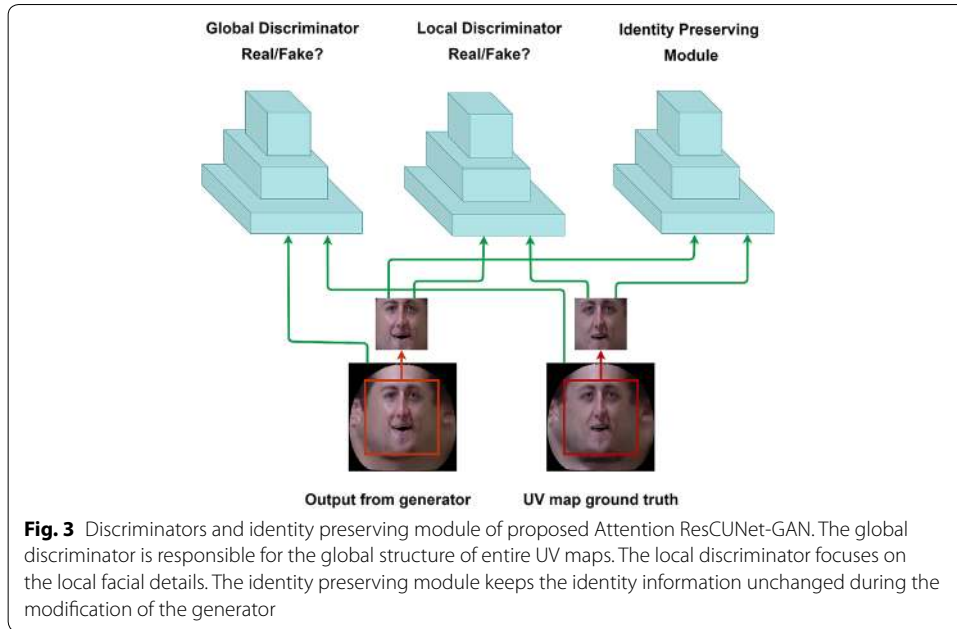 Global Discriminator
Real/Fake?
Local Discriminator
Real/Fake?
Identity Preserving
Module
Output from generator
UV map ground truth
Fig. 3 Discriminators and identity preserving module of proposed Attention ResCUNet-GAN. The global
discriminator is responsible for the global structure of entire UV maps. The local discriminator focuses on
the local facial details. The identity preserving module keeps the identity information unchanged during the
modification of the generator